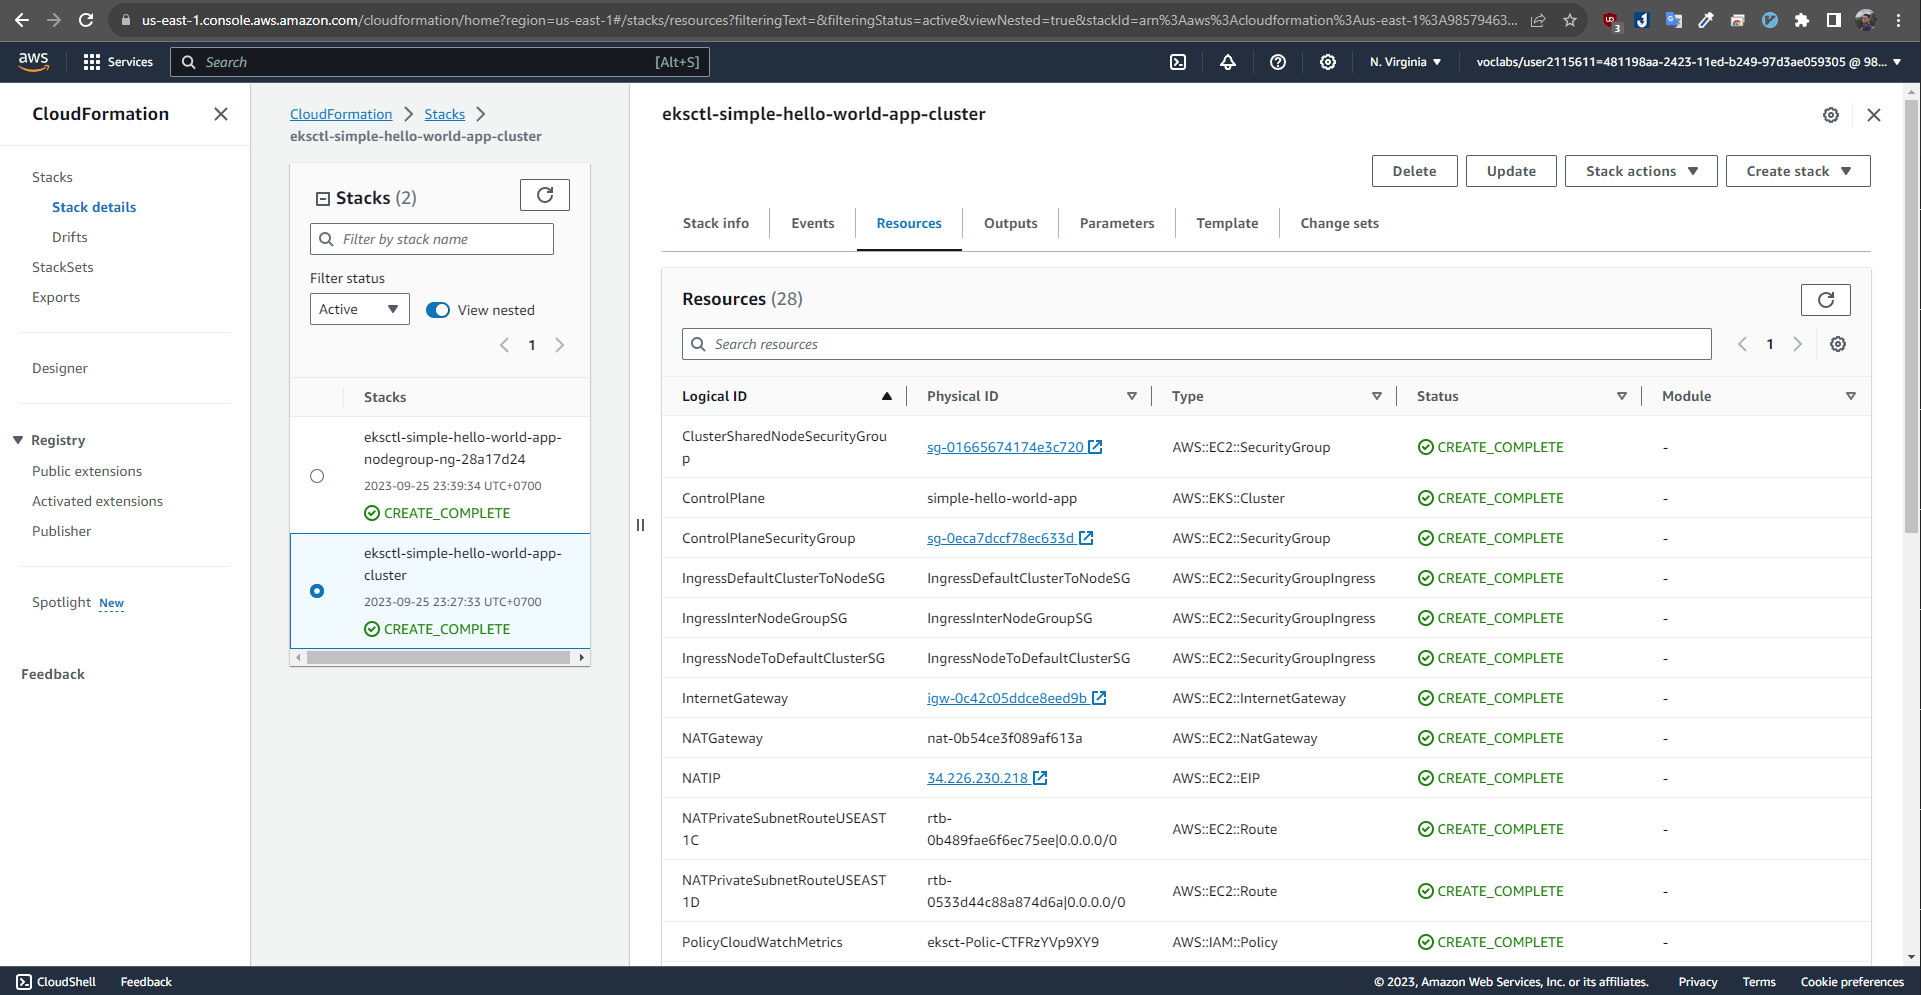 us-east-1.console.aws.amazon.com/cloudformation/home?region=us-east-1#/stacks/resources?filteringText=&filteringStatus=active&viewNested=true&stackId=arn%3Aaws%3Acloudformation%3Aus-east-1%3A98579463...
3
aws
Services
Search
[Alt+S]
N. Virginia
voclabs/user2115611=481198aa-2423-11ed-b249-97d3ae059305 @ 98...
CloudFormation
Stacks
Stack details
Drifts
StackSets
Exports
Designer
Registry
Public extensions
Activated extensions
Publisher
Spotlight New
Feedback
CloudFormation
Stacks
eksctl-simple-hello-world-app-cluster
Stacks (2)
Filter by stack name
Filter status
Active
View nested
1
Stacks
eksctl-simple-hello-world-app-
nodegroup-ng-28a17d24
2023-09-25 23:39:34 UTC+0700
CREATE_COMPLETE
eksctl-simple-hello-world-app-
cluster
2023-09-25 23:27:33 UTC+0700
CREATE_COMPLETE
eksctl-simple-hello-world-app-cluster
Delete
Update
Stack actions
Create stack
Stack info
Events
Resources
Outputs
Parameters
Template
Change sets
Resources (28)
Search resources
1
Logical ID Physical ID Type Status Module
ClusterSharedNodeSecurityGrou
p
sg-01665674174e3c720 AWS::EC2::SecurityGroup CREATE_COMPLETE -
ControlPlane simple-hello-world-app AWS::EKS::Cluster CREATE_COMPLETE -
ControlPlaneSecurityGroup sg-0eca7dccf78ec633d AWS::EC2::SecurityGroup CREATE_COMPLETE -
IngressDefaultClusterToNodeSG IngressDefaultClusterToNodeSG AWS::EC2::SecurityGroupIngress CREATE_COMPLETE -
IngressInterNodeGroupSG IngressInterNodeGroupSG AWS::EC2::SecurityGroupIngress CREATE_COMPLETE -
IngressNodeToDefaultClusterSG IngressNodeToDefaultClusterSG AWS::EC2::SecurityGroupIngress CREATE_COMPLETE -
InternetGateway igw-0c42c05ddce8eed9b AWS::EC2::InternetGateway CREATE_COMPLETE -
NATGateway nat-0b54ce3f089af613a AWS::EC2::NatGateway CREATE_COMPLETE -
NATIP 34.226.230.218 AWS::EC2::EIP CREATE_COMPLETE -
NATPrivateSubnetRouteUSEAST
1C
rtb-
0b489fae6f6ec75ee|0.0.0.0/0
AWS::EC2::Route CREATE_COMPLETE -
NATPrivateSubnetRouteUSEAST
1D
rtb-
0533d44c88a874d6a|0.0.0.0/0
AWS::EC2::Route CREATE_COMPLETE -
PolicyCloudWatchMetrics eksct-Polic-CTFRzYVp9XY9 AWS::IAM::Policy CREATE_COMPLETE -
CloudShell
Feedback
© 2023, Amazon Web Services, Inc. or its affiliates.
Privacy
Terms
Cookie preferences